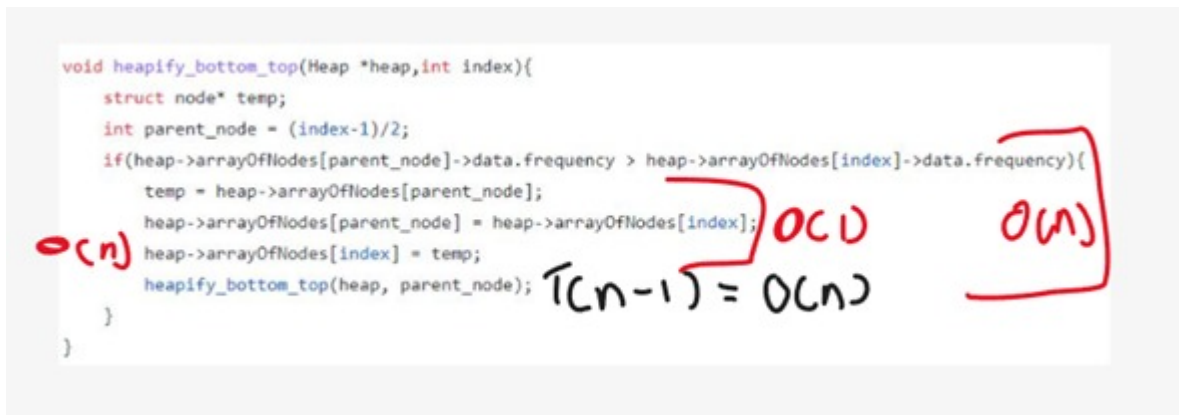 void heapify_bottom_top(Heap *heap,int index){
struct node* temp;
int parent_node = (index-1)/2;
if(heap->arrayOfNodes[parent_node]->data.frequency > heap->arrayOfNodes[index]->data.frequency){
temp = heap->arrayOfNodes[parent_node];
heap->arrayOfNodes[parent_node] = heap->arrayOfNodes[index]; O(1) O(n)
O(n) heap->arrayOfNodes[index] = temp;
heapify_bottom_top(heap, parent_node); T(n-1) = O(n)
}
}